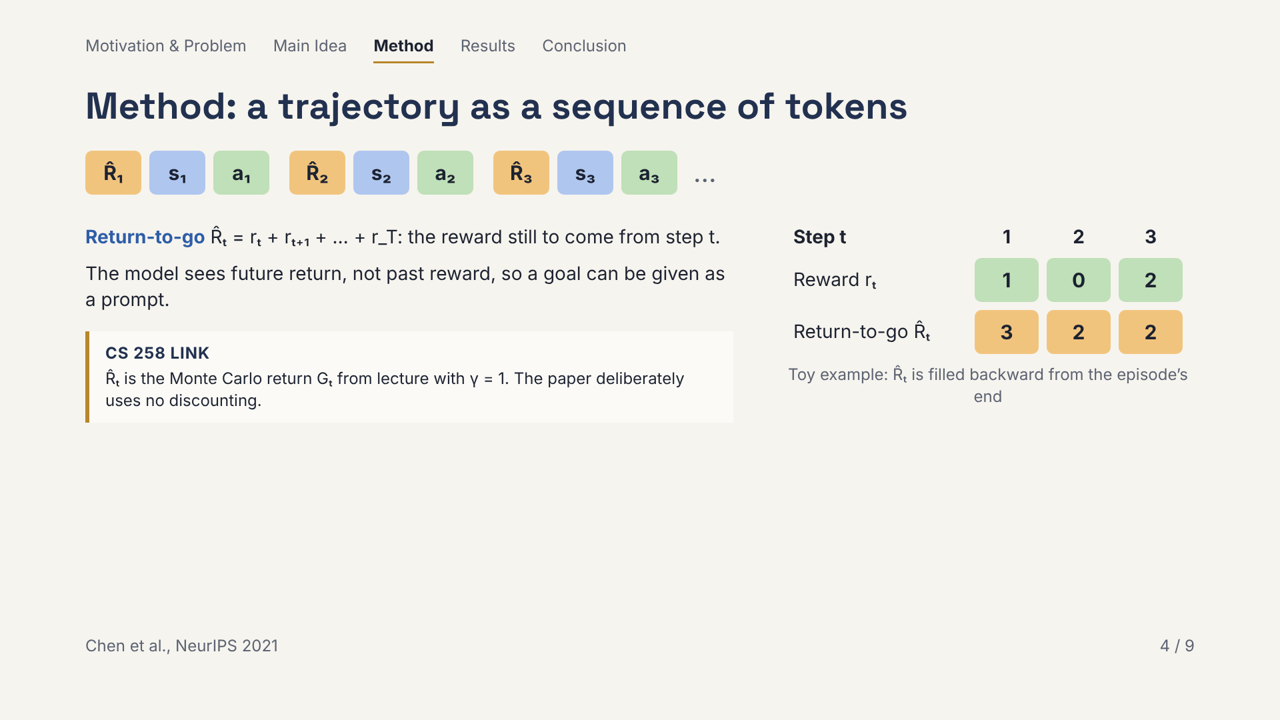 Motivation & Problem Main Idea Method Results Conclusion
Method: a trajectory as a sequence of tokens
R̂₁ s₁ a₁ R̂₂ s₂ a₂ R̂₃ s₃ a₃ …
Return-to-go R̂ₜ = rₜ + rₜ₊₁ + … + r_T: the reward still to come from step t.
The model sees future return, not past reward, so a goal can be given as
a prompt.
CS 258 LINK
R̂ₜ is the Monte Carlo return Gₜ from lecture with γ = 1. The paper deliberately
uses no discounting.
Step t 1 2 3
Reward rₜ 1 0 2
Return-to-go R̂ₜ 3 2 2
Toy example: R̂ₜ is filled backward from the episode’s
end
Chen et al., NeurIPS 2021
4 / 9